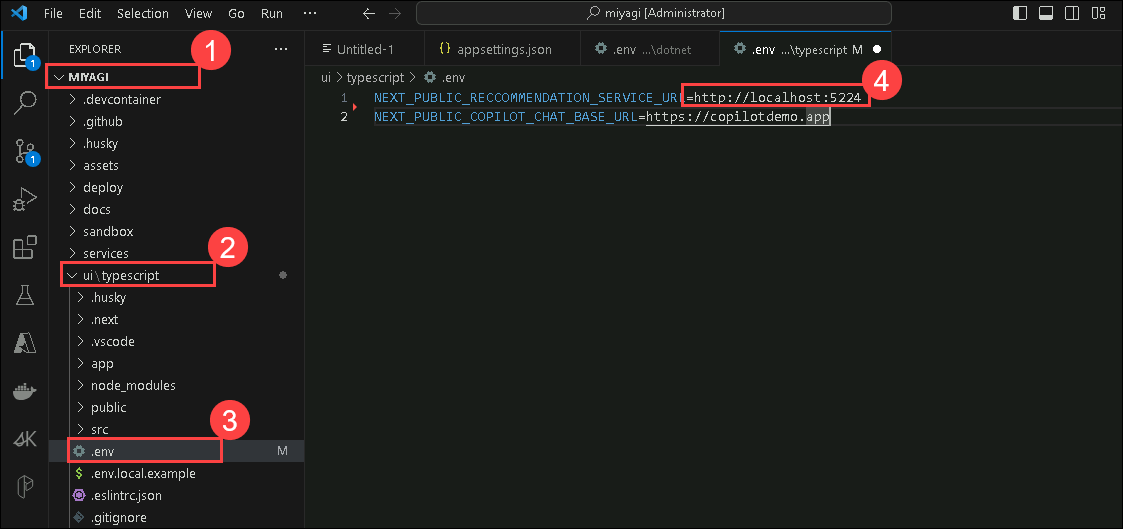 File Edit Selection View Go Run ··· miyagi [Administrator]
EXPLORER ···
1
MIYAGI
.devcontainer
.github
.husky
assets
deploy
docs
sandbox
services
2
ui\typescript
.husky
.next
.vscode
app
node_modules
public
src
3
.env M
.env.local.example
.eslintrc.json
.gitignore
1
1
Untitled-1 appsettings.json .env ...\dotnet .env ...\typescript M
ui > typescript > .env
4
1 NEXT_PUBLIC_RECCOMMENDATION_SERVICE_URL=http://localhost:5224
2 NEXT_PUBLIC_COPILOT_CHAT_BASE_URL=https://copilotdemo.app